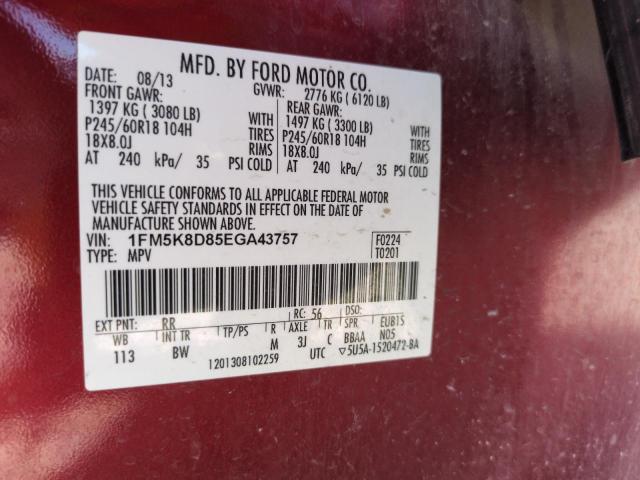 MFD. BY FORD MOTOR CO.
DATE: 08/13 GVWR: 2776 KG ( 6120 LB)
FRONT GAWR: REAR GAWR:
1397 KG ( 3080 LB) WITH 1497 KG ( 3300 LB) WITH
P245/60R18 104H TIRES P245/60R18 104H TIRES
18X8.0J RIMS 18X8.0J RIMS
AT 240 kPa/ 35 PSI COLD AT 240 kPa/ 35 PSI COLD
THIS VEHICLE CONFORMS TO ALL APPLICABLE FEDERAL MOTOR
VEHICLE SAFETY STANDARDS IN EFFECT ON THE DATE OF
MANUFACTURE SHOWN ABOVE.
VIN: 1FM5K8D85EGA43757 F0224
TYPE: MPV T0201
EXT PNT: RR RC: 56 DSO:
WB INT TR TP/PS R AXLE TR SPR EUB15
113 BW M 3J C BBAA N05
1201308102259 UTC ▽5U5A-1520472-BA